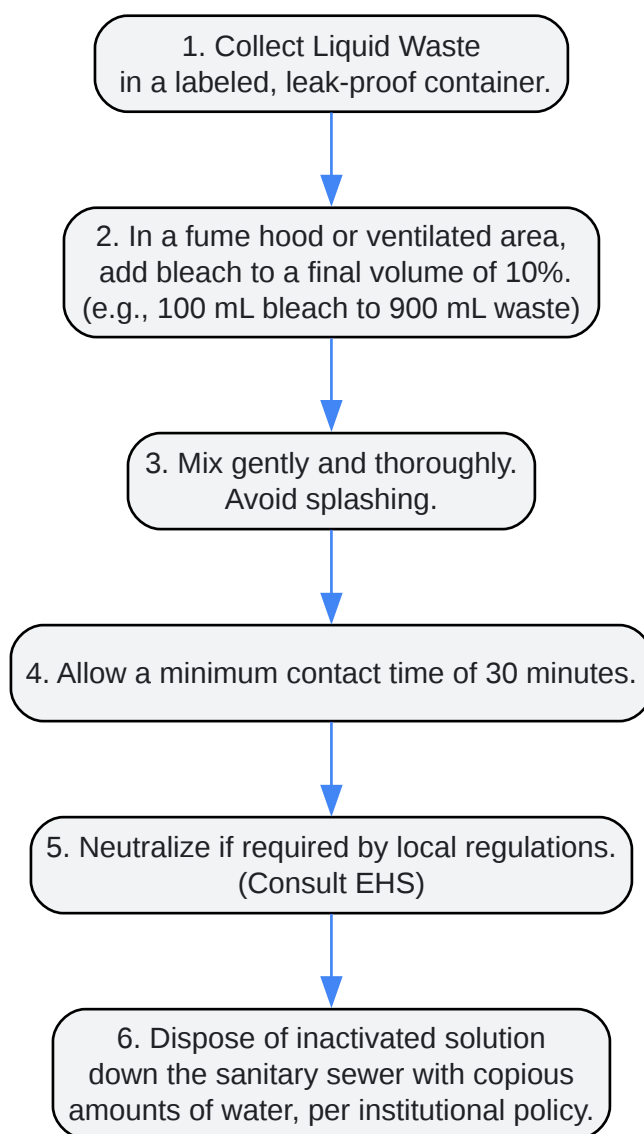 1. Collect Liquid Waste
in a labeled, leak-proof container.
2. In a fume hood or ventilated area,
add bleach to a final volume of 10%.
(e.g., 100 mL bleach to 900 mL waste)
3. Mix gently and thoroughly.
Avoid splashing.
4. Allow a minimum contact time of 30 minutes.
5. Neutralize if required by local regulations.
(Consult EHS)
6. Dispose of inactivated solution
down the sanitary sewer with copious
amounts of water, per institutional policy.